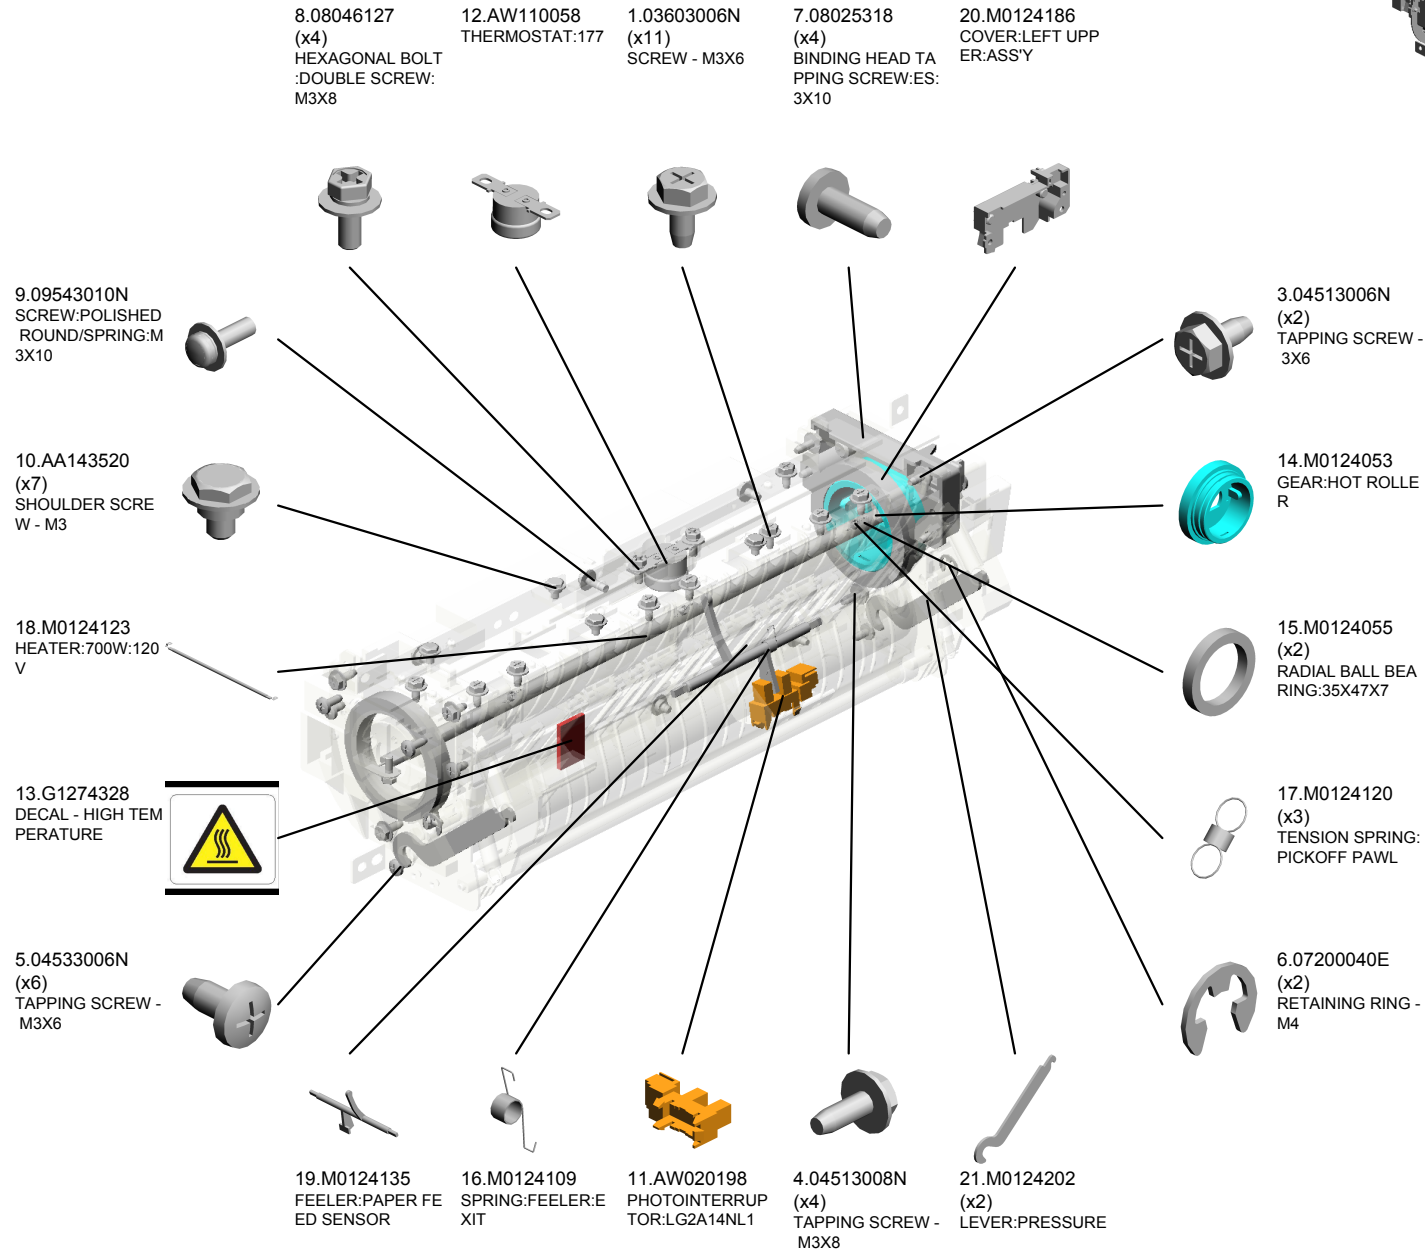 8.08046127
(x4)
HEXAGONAL BOLT
:DOUBLE SCREW:
M3X8
12.AW110058
THERMOSTAT:177
1.03603006N
(x11)
SCREW - M3X6
7.08025318
(x4)
BINDING HEAD TA
PPING SCREW:ES:
3X10
20.M0124186
COVER:LEFT UPP
ER:ASS'Y
9.09543010N
SCREW:POLISHED
ROUND/SPRING:M
3X10
3.04513006N
(x2)
TAPPING SCREW -
3X6
10.AA143520
(x7)
SHOULDER SCRE
W - M3
14.M0124053
GEAR:HOT ROLLE
R
18.M0124123
HEATER:700W:120
V
15.M0124055
(x2)
RADIAL BALL BEA
RING:35X47X7
13.G1274328
DECAL - HIGH TEM
PERATURE
17.M0124120
(x3)
TENSION SPRING:
PICKOFF PAWL
5.04533006N
(x6)
TAPPING SCREW -
M3X6
6.07200040E
(x2)
RETAINING RING -
M4
19.M0124135
FEELER:PAPER FE
ED SENSOR
16.M0124109
SPRING:FEELER:E
XIT
11.AW020198
PHOTOINTERRUP
TOR:LG2A14NL1
4.04513008N
(x4)
TAPPING SCREW -
M3X8
21.M0124202
(x2)
LEVER:PRESSURE